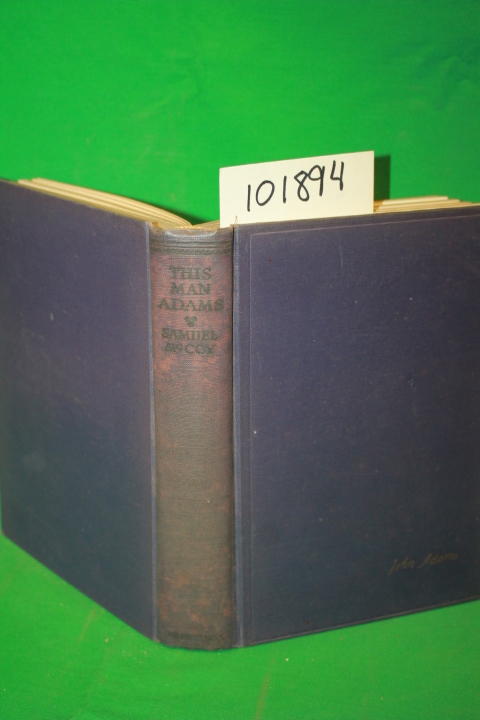 101894
THIS
MAN
ADAMS
SAMUEL
McCOY
John Adams